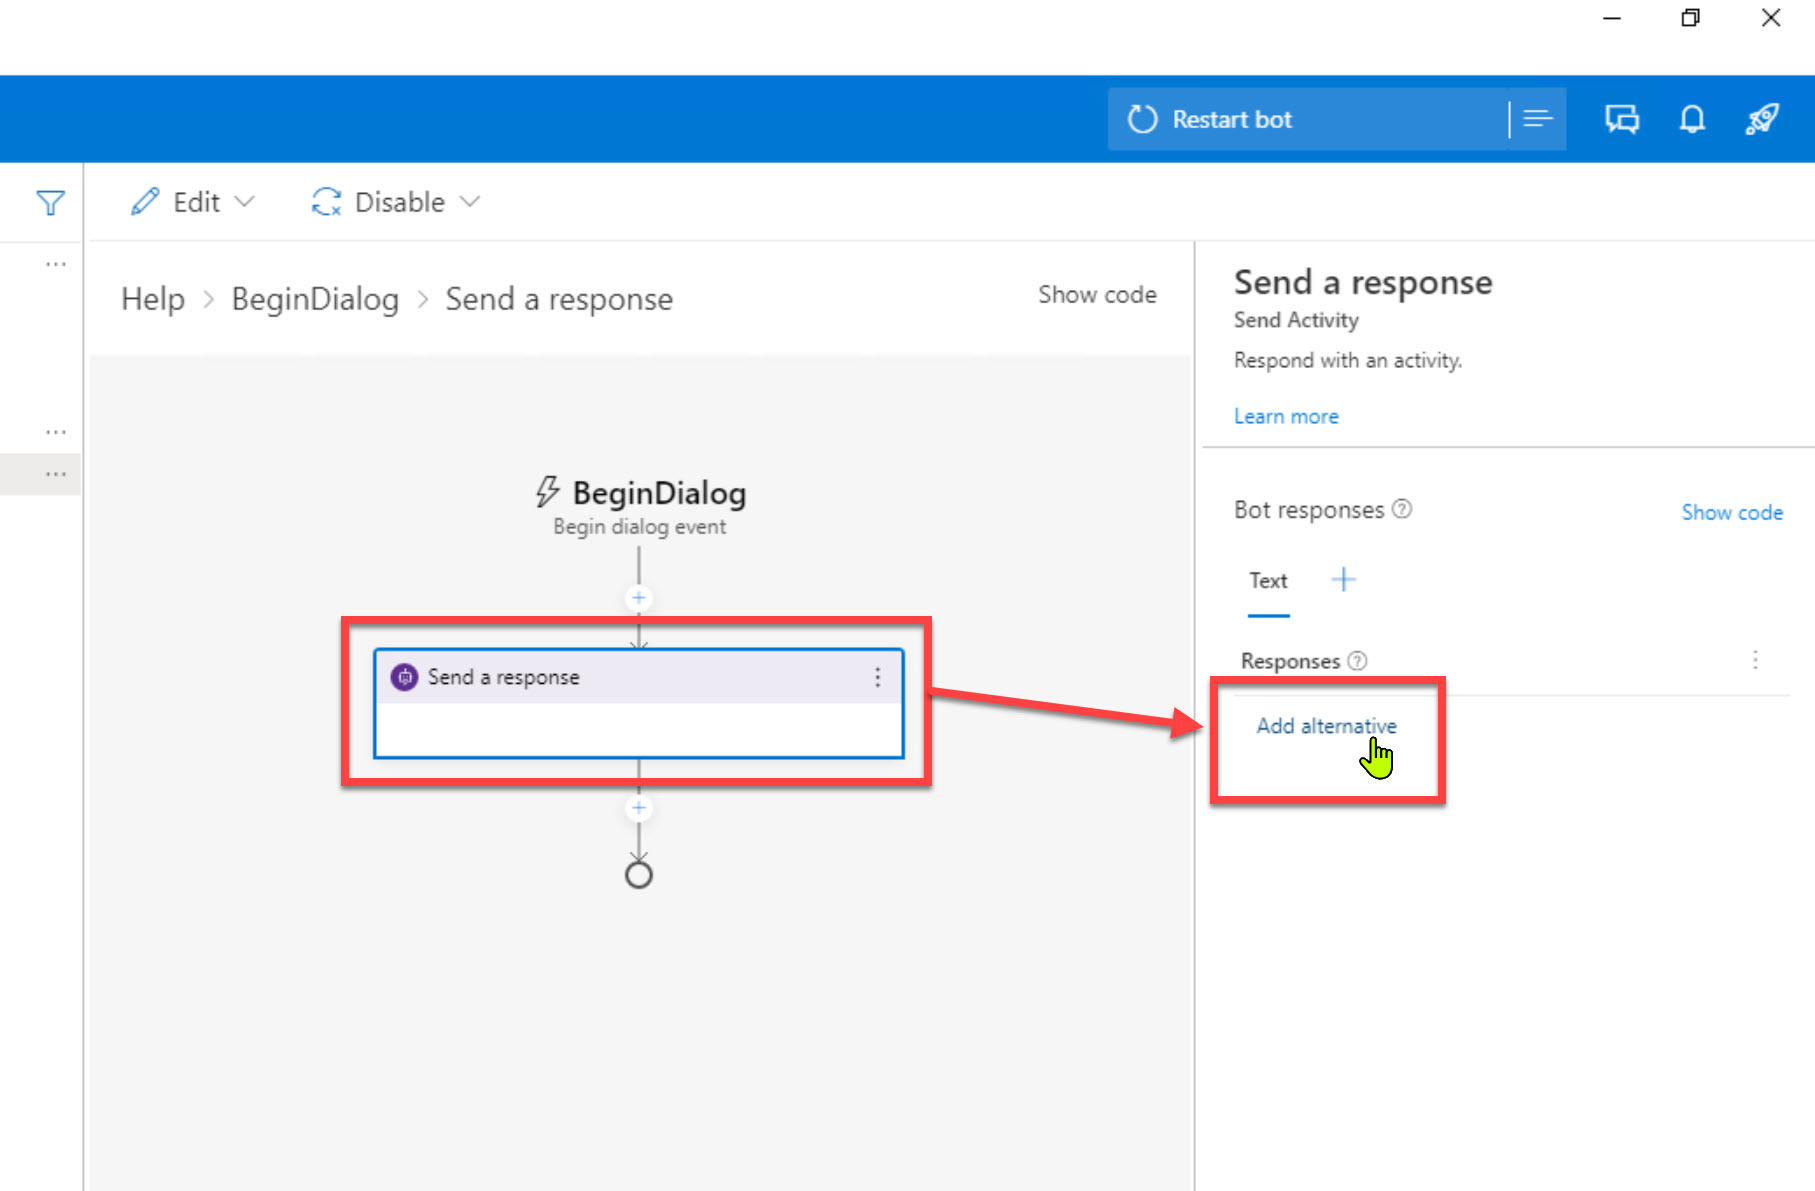 Restart bot
Edit
Disable
Help > BeginDialog > Send a response
Show code
BeginDialog
Begin dialog event
Send a response
Send a response
Send Activity
Respond with an activity.
Learn more
Bot responses
Show code
Text
Responses
Add alternative